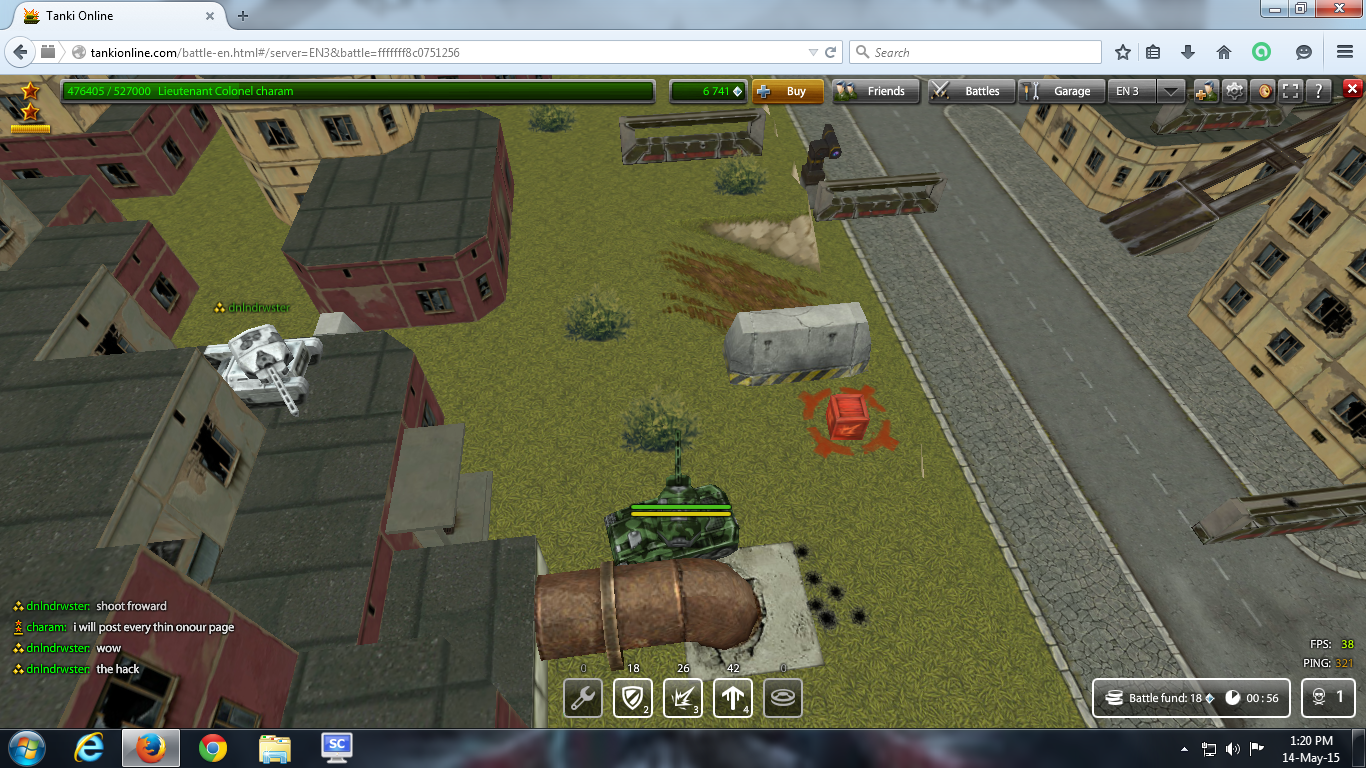 Tanki Online
tankionline.com/battle-en.html#/server=EN3&battle=fffffff8c0751256
Search
476405 / 527000 Lieutenant Colonel charam
6 741
Buy
Friends
Battles
Garage
EN 3
?
dnlndrwster
dnlndrwster: shoot froward
charam: i will post every thin onour page
dnlndrwster: wow
dnlndrwster: the hack
FPS: 38
PING: 321
0 18 26 42 0
2 3 4
Battle fund: 18 00 : 56
1
SC
1:20 PM
14-May-15